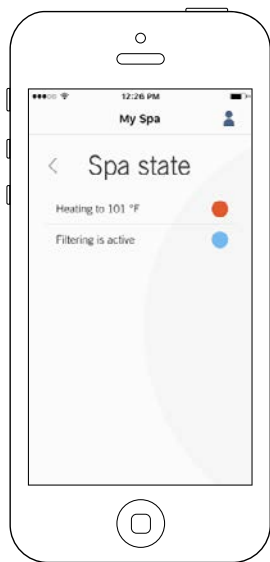 12:26 PM
My Spa
Spa state
Heating to 101 °F
Filtering is active